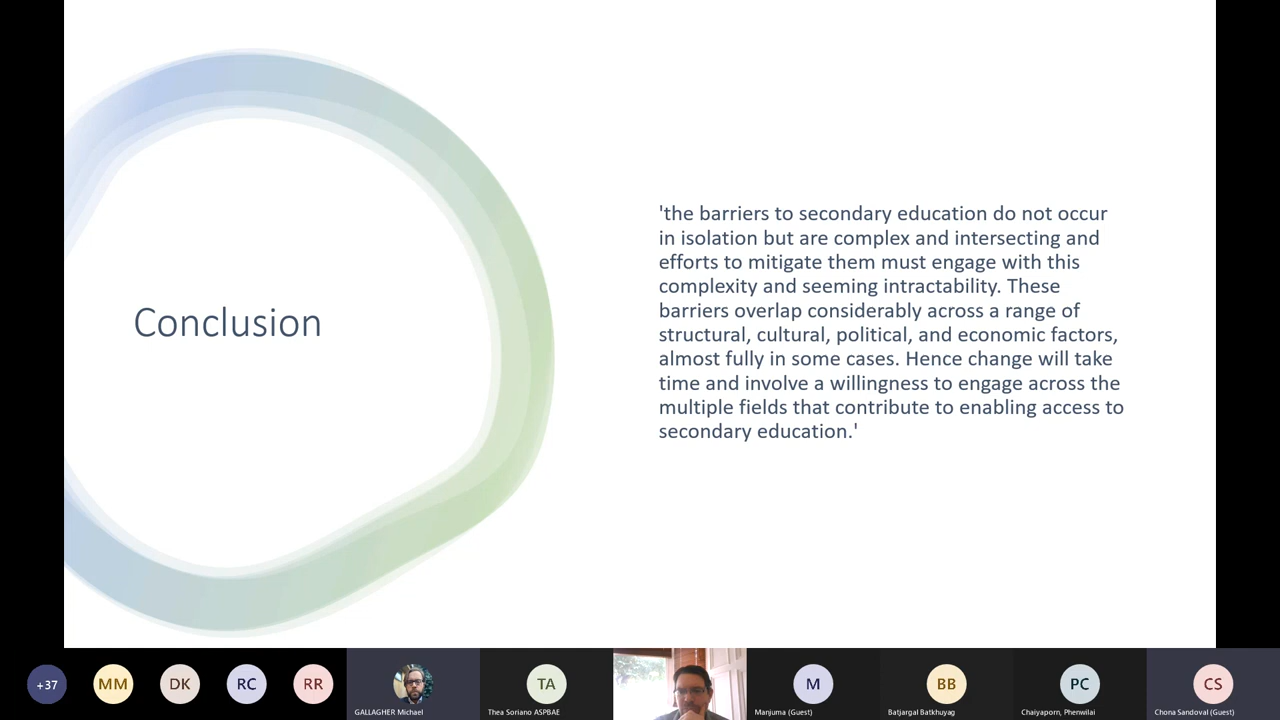 Conclusion
'the barriers to secondary education do not occur
in isolation but are complex and intersecting and
efforts to mitigate them must engage with this
complexity and seeming intractability. These
barriers overlap considerably across a range of
structural, cultural, political, and economic factors,
almost fully in some cases. Hence change will take
time and involve a willingness to engage across the
multiple fields that contribute to enabling access to
secondary education.'
+37
MM
DK
RC
RR
GALLAGHER Michael
TA
Thea Soriano ASPBAE
M
Manjuma (Guest)
BB
Batjargal Batkhuyag
PC
Chaiyaporn, Phenwilai
CS
Chona Sandoval (Guest)